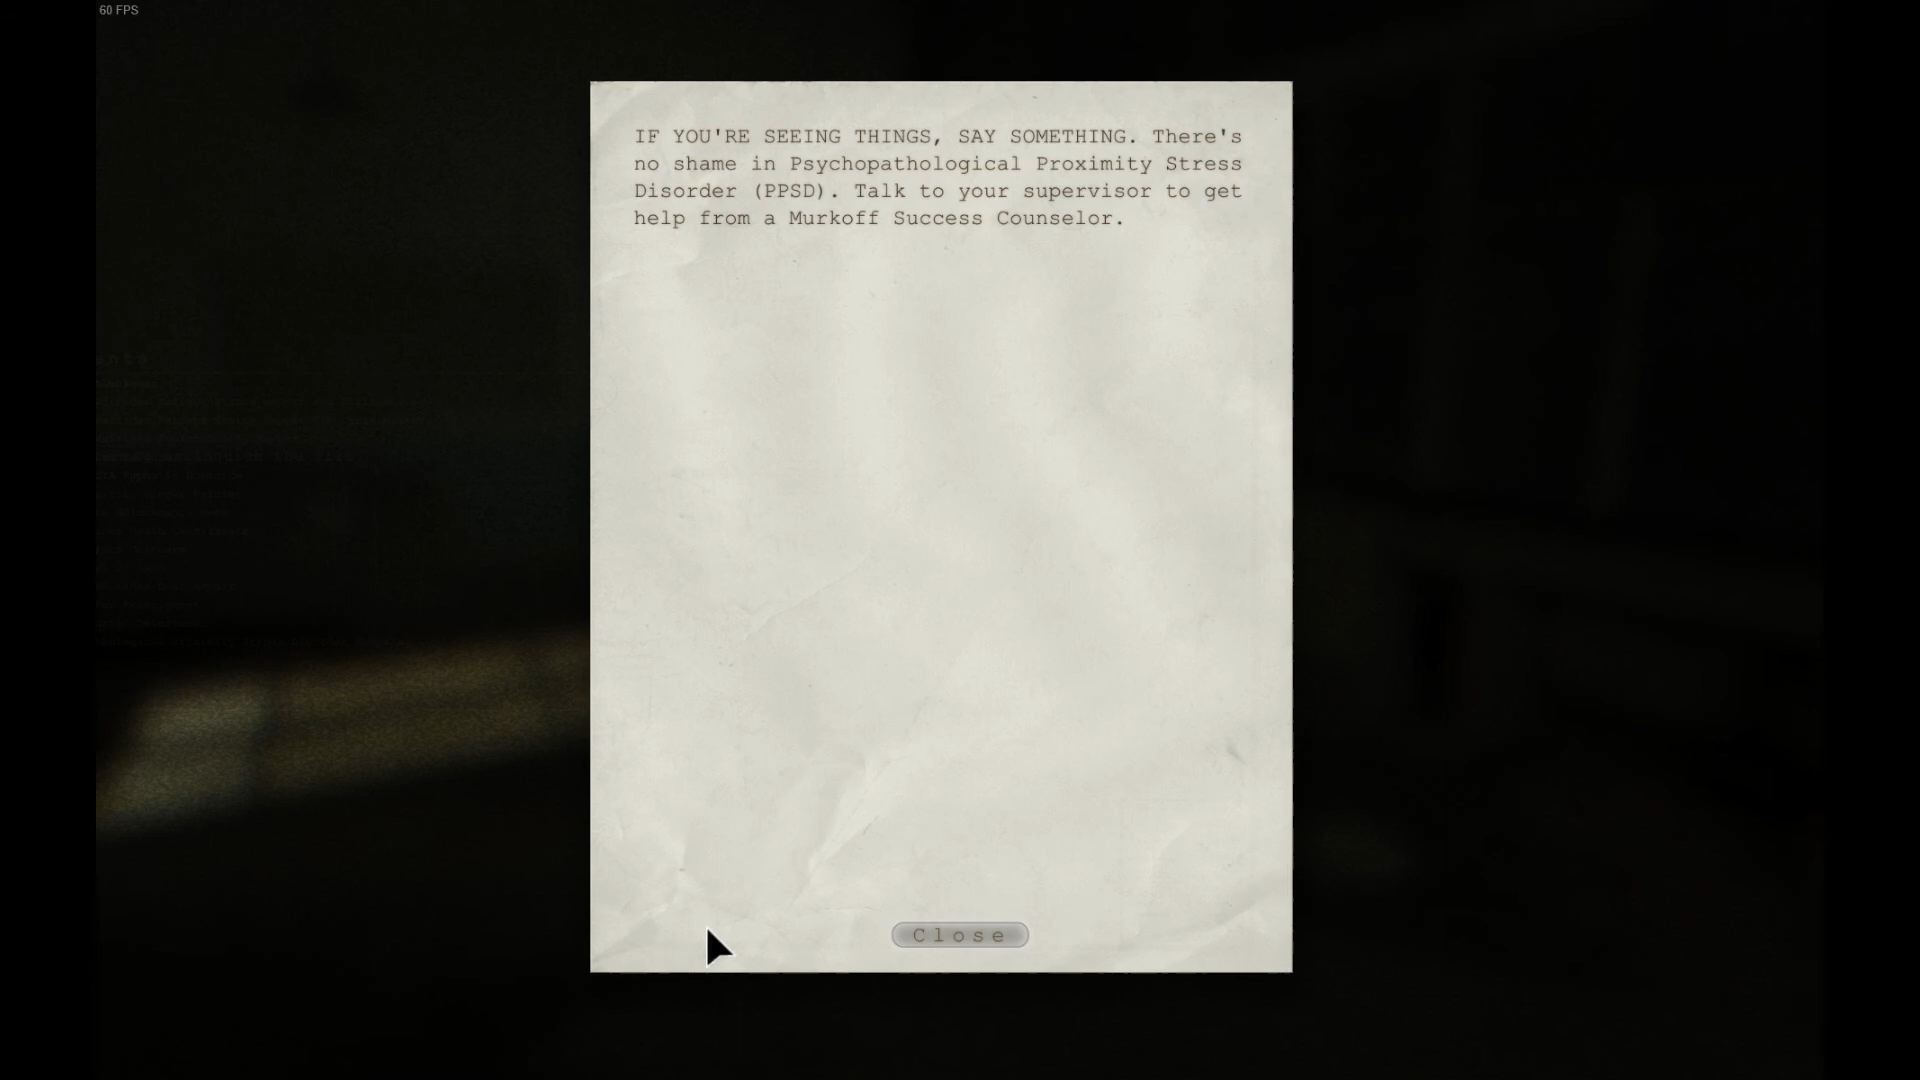 60 FPS
IF YOU'RE SEEING THINGS, SAY SOMETHING. There's
no shame in Psychopathological Proximity Stress
Disorder (PPSD). Talk to your supervisor to get
help from a Murkoff Success Counselor.
Close